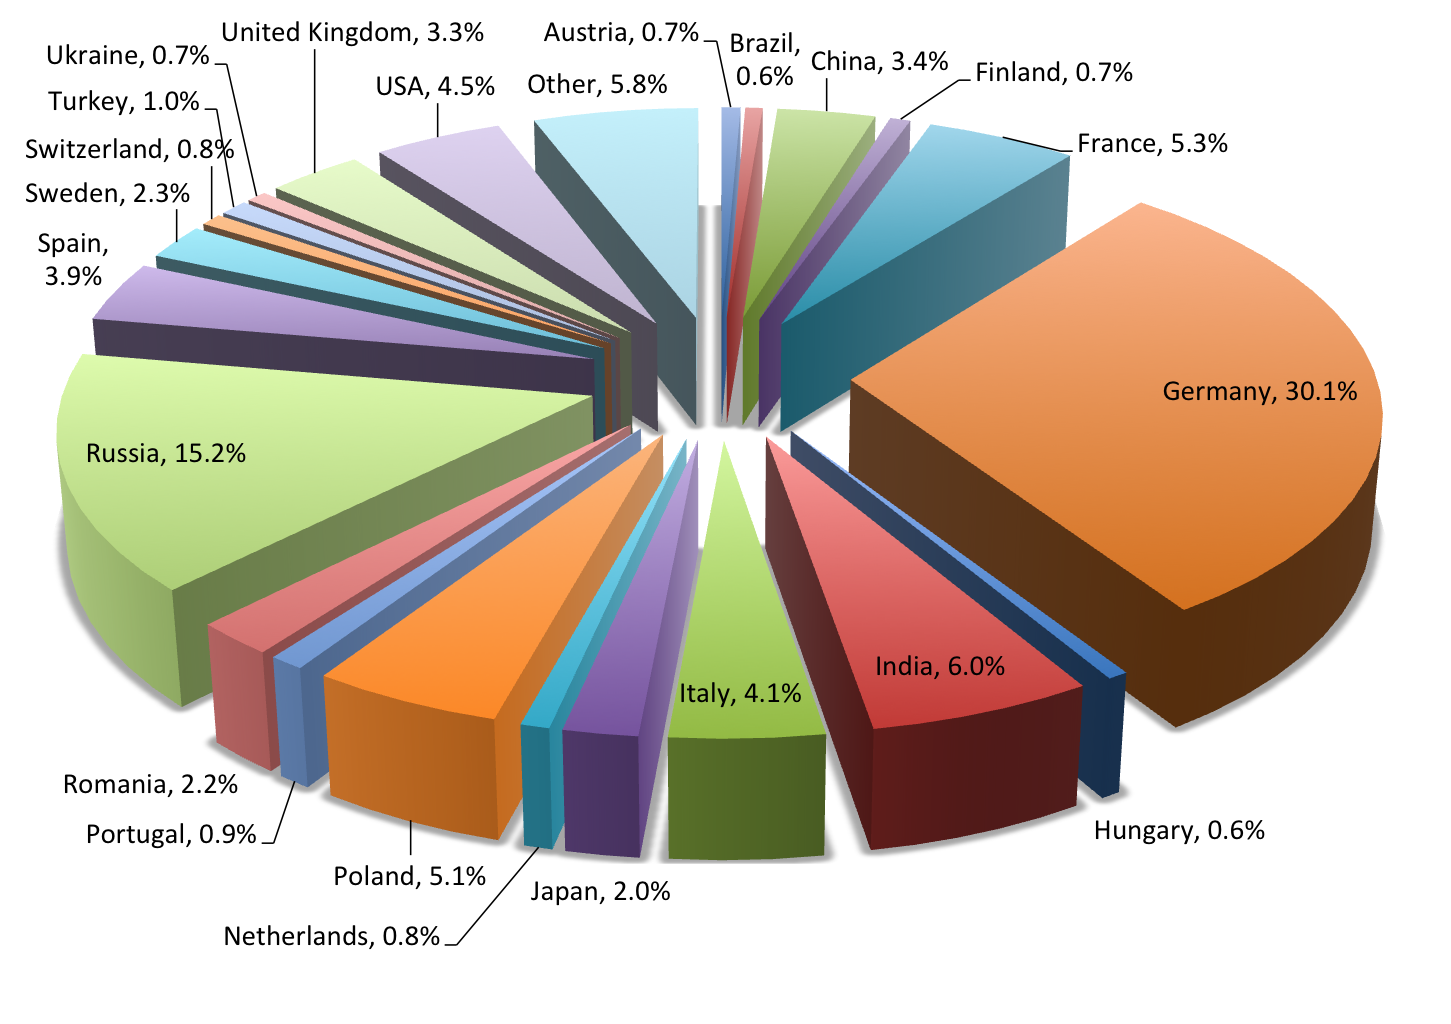 Austria, 0.7%
Brazil,
0.6%
China, 3.4%
Finland, 0.7%
France, 5.3%
Germany, 30.1%
Hungary, 0.6%
India, 6.0%
Italy, 4.1%
Japan, 2.0%
Netherlands, 0.8%
Poland, 5.1%
Portugal, 0.9%
Romania, 2.2%
Russia, 15.2%
Spain,
3.9%
Sweden, 2.3%
Switzerland, 0.8%
Turkey, 1.0%
Ukraine, 0.7%
United Kingdom, 3.3%
USA, 4.5%
Other, 5.8%